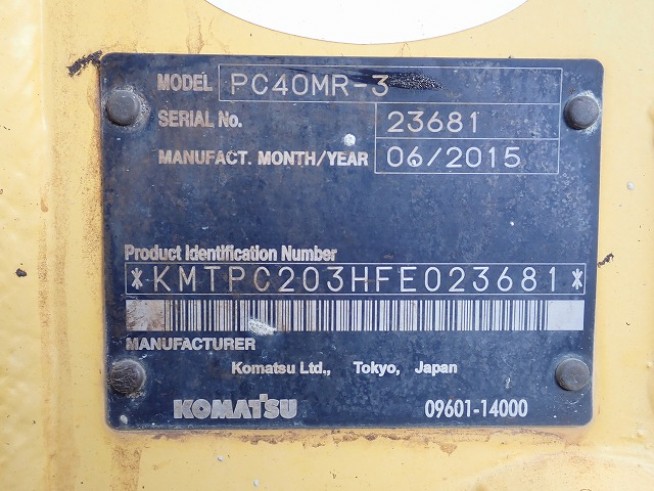 MODEL PC40MR-3
SERIAL No. 23681
MANUFACT. MONTH/YEAR 06/2015
Product Identification Number
*KMTPC203HFE023681*
MANUFACTURER
Komatsu Ltd., Tokyo, Japan
KOMATSU 09601-14000